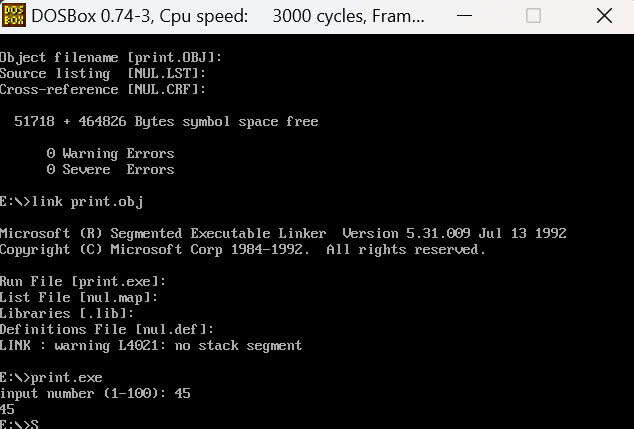 DOS
BOX
DOSBox 0.74-3, Cpu speed: 3000 cycles, Fram...
Object filename [print.OBJ]:
Source listing [NUL.LST]:
Cross-reference [NUL.CRF]:
51718 + 464826 Bytes symbol space free
0 Warning Errors
0 Severe Errors
E:\>link print.obj
Microsoft (R) Segmented Executable Linker Version 5.31.009 Jul 13 1992
Copyright (C) Microsoft Corp 1984-1992. All rights reserved.
Run File [print.exe]:
List File [nul.map]:
Libraries [.lib]:
Definitions File [nul.def]:
LINK : warning L4021: no stack segment
E:\>print.exe
input number (1-100): 45
45
E:\>S